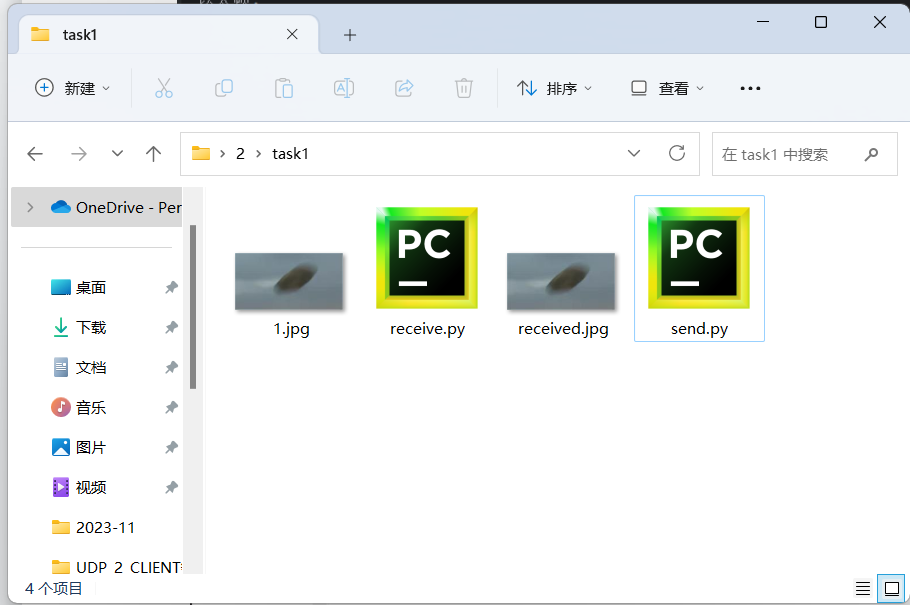 task1
新建
排序
查看
2
task1
在 task1 中搜索
OneDrive - Per
桌面
下载
文档
音乐
图片
视频
2023-11
UDP_2_CLIENT
PC
1.jpg
receive.py
received.jpg
PC
send.py
4 个项目